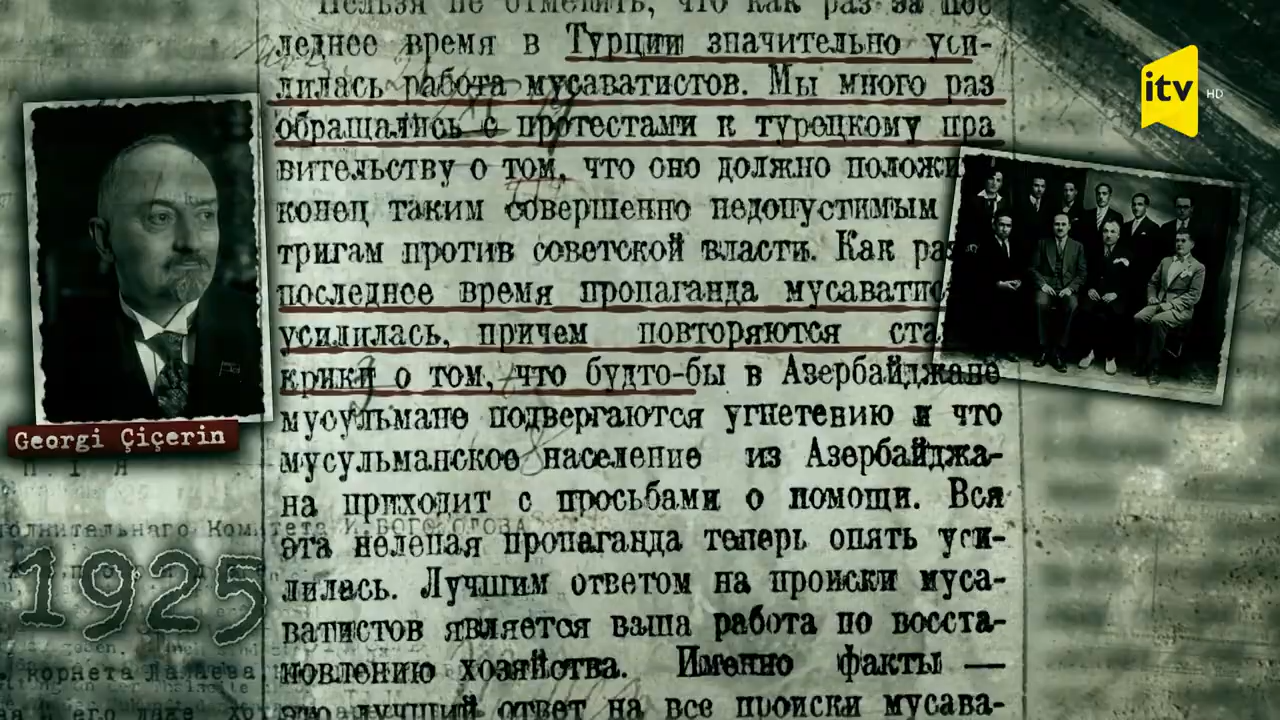 Нельзя не отметить, что как раз за пос
леднее время в Турции значительно уси-
лилась работа мусаватистов. Мы много раз
обращались с протестами к турецкому пра
вительству о том, что оно должно положи
конец таким совершенно недопустимым
тригам против советской власти. Как раз
последнее время пропаганда мусаватис
усилилась, причем повторяются ста
крики о том, что будто-бы в Азербайджане
мусульмане подвергаются угнетению и что
мусульманское население из Азербайджа-
на приходит с просьбами о помощи. Вся
эта нелепая пропаганда теперь опять уси-
лилась. Лучшим ответом на происки муса-
ватистов является ваша работа по восста-
новлению хозяйства. Именно факты —
это лучший ответ на все происки мусава-
itv HD
Georgi Çiçerin
1925